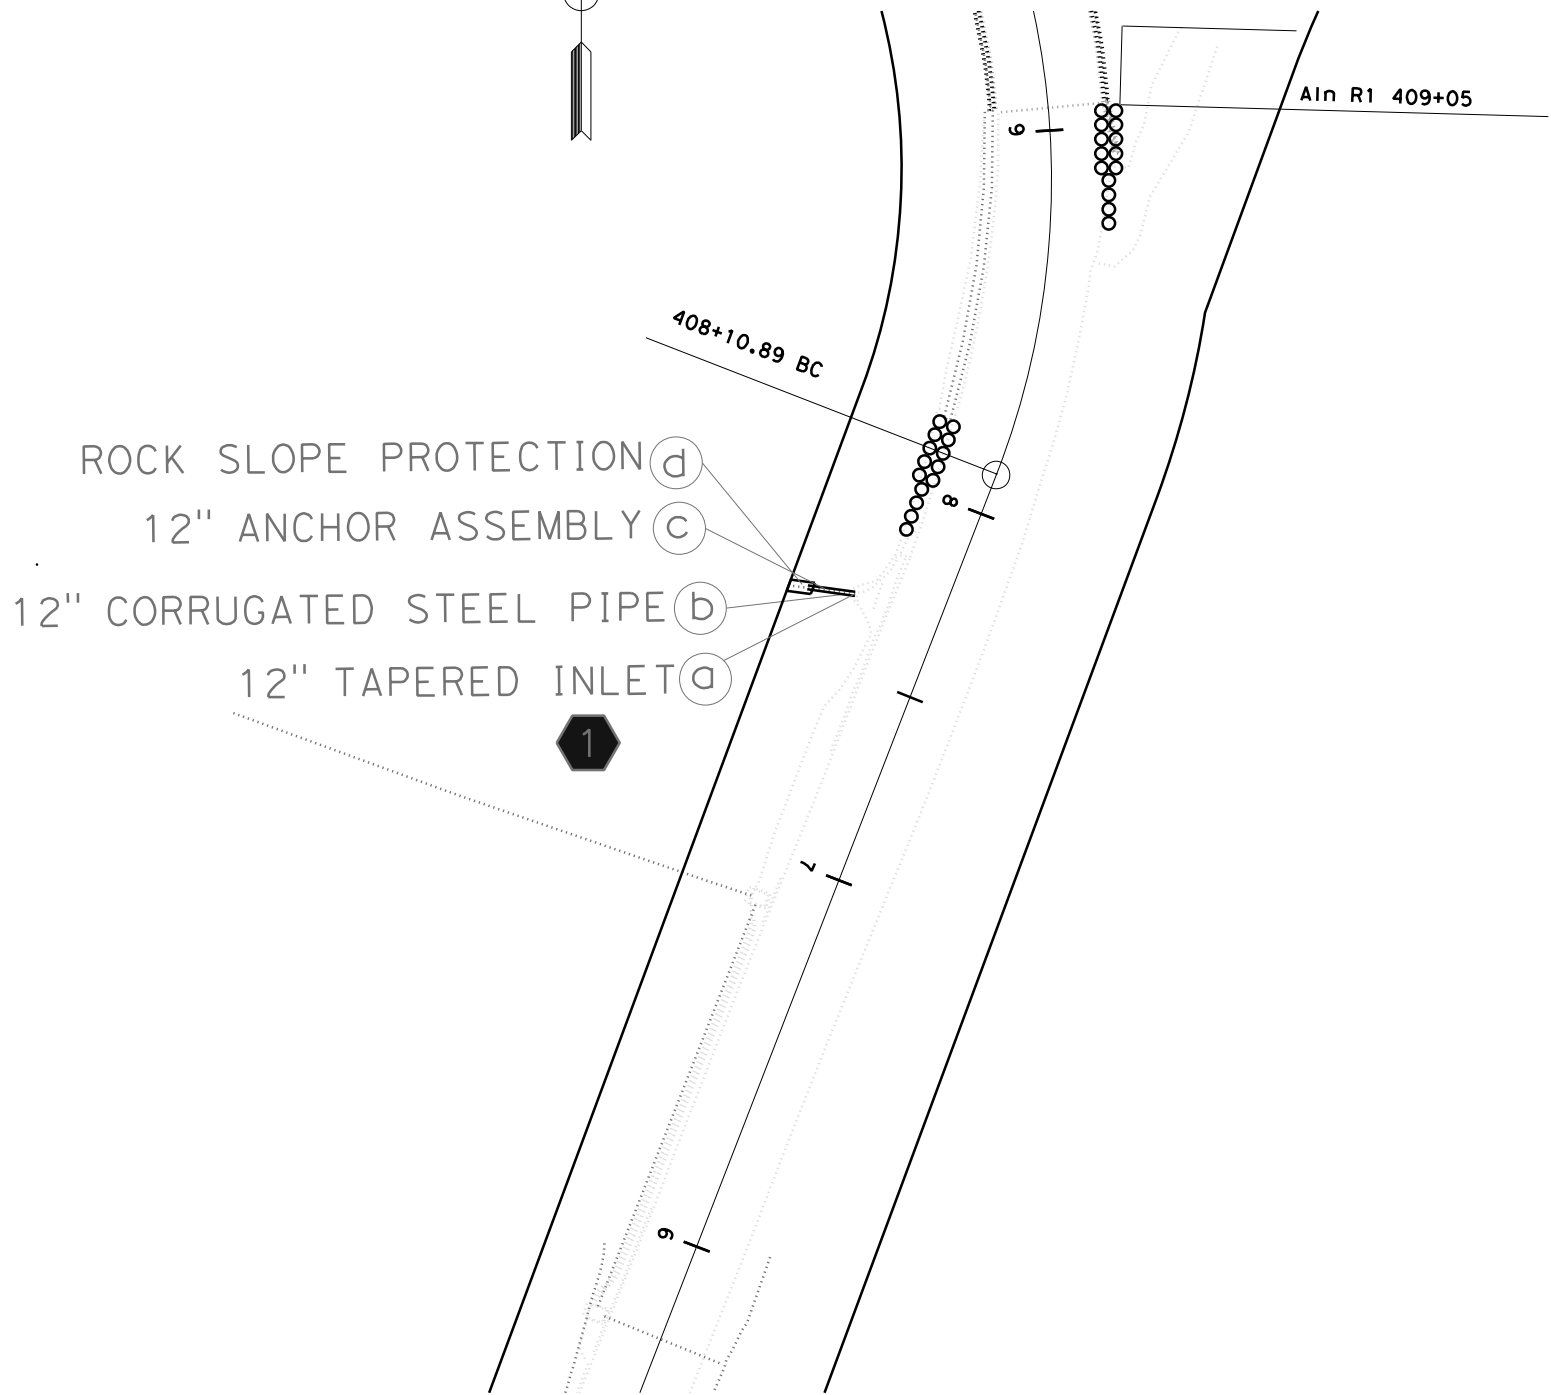 Aln R1 409+05
9
408+10.89 BC
ROCK SLOPE PROTECTION d
8
12" ANCHOR ASSEMBLY c
12" CORRUGATED STEEL PIPE b
12" TAPERED INLET a
1
7
6